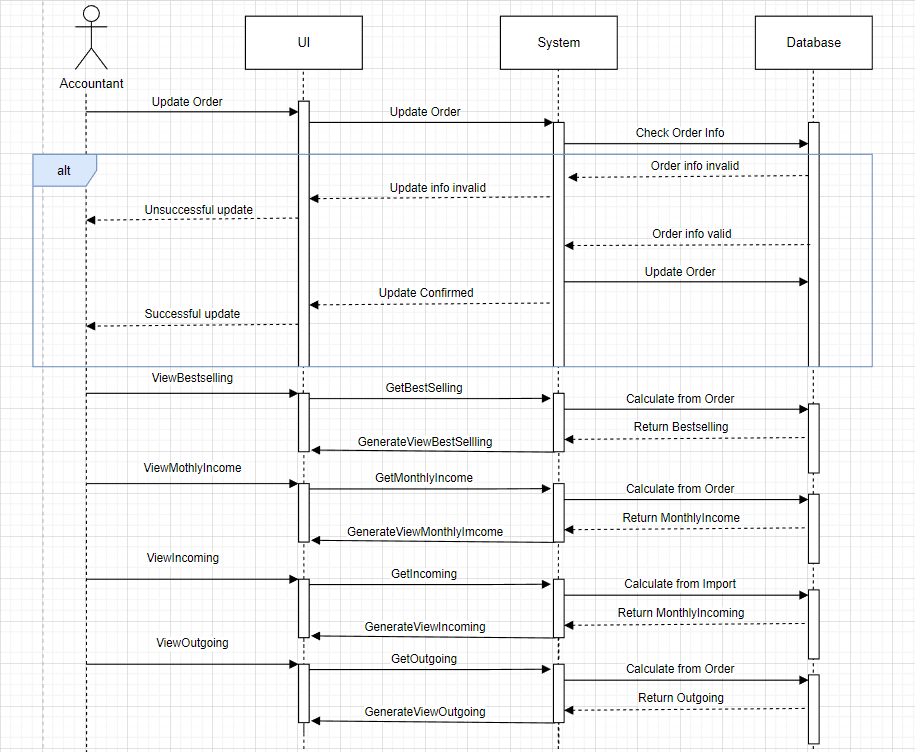 UI
System
Database
Accountant
Update Order
Update Order
Check Order Info
alt
Order info invalid
Update info invalid
Unsuccessful update
Order info valid
Update Order
Update Confirmed
Successful update
ViewBestselling
GetBestSelling
Calculate from Order
Return Bestselling
GenerateViewBestSellling
ViewMothlyIncome
GetMonthlyIncome
Calculate from Order
Return MonthlyIncome
GenerateViewMonthlyImcome
ViewIncoming
GetIncoming
Calculate from Import
Return MonthlyIncoming
GenerateViewIncoming
ViewOutgoing
GetOutgoing
Calculate from Order
Return Outgoing
GenerateViewOutgoing